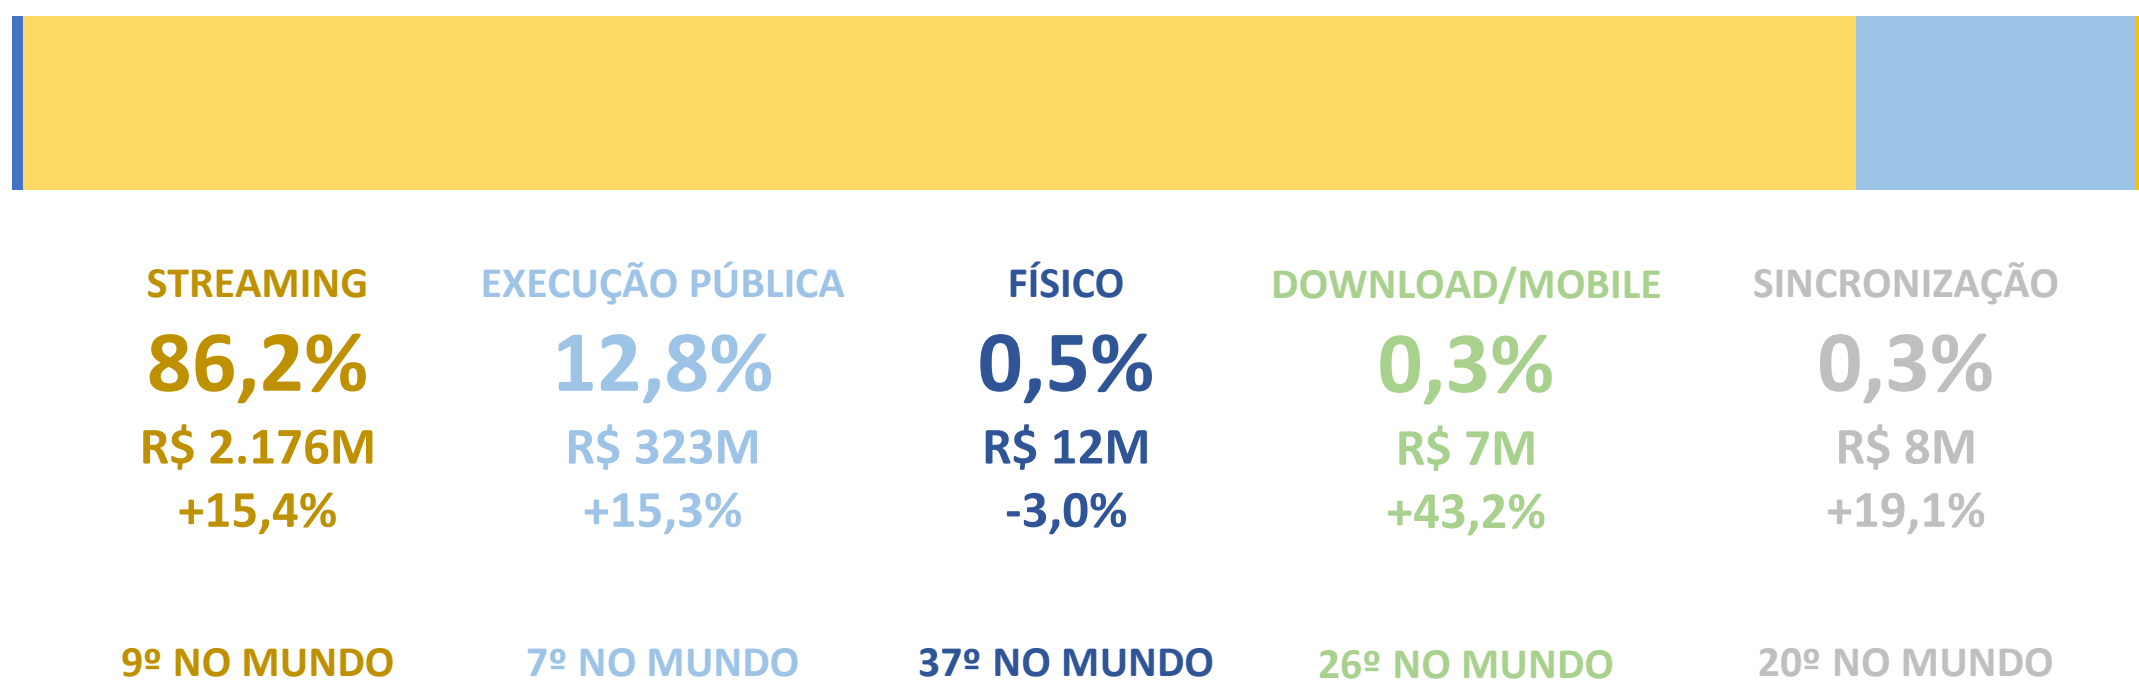 STREAMING
86,2%
R$ 2.176M
+15,4%
9º NO MUNDO
EXECUÇÃO PÚBLICA
12,8%
R$ 323M
+15,3%
7º NO MUNDO
FÍSICO
0,5%
R$ 12M
-3,0%
37º NO MUNDO
DOWNLOAD/MOBILE
0,3%
R$ 7M
+43,2%
26º NO MUNDO
SINCRONIZAÇÃO
0,3%
R$ 8M
+19,1%
20º NO MUNDO